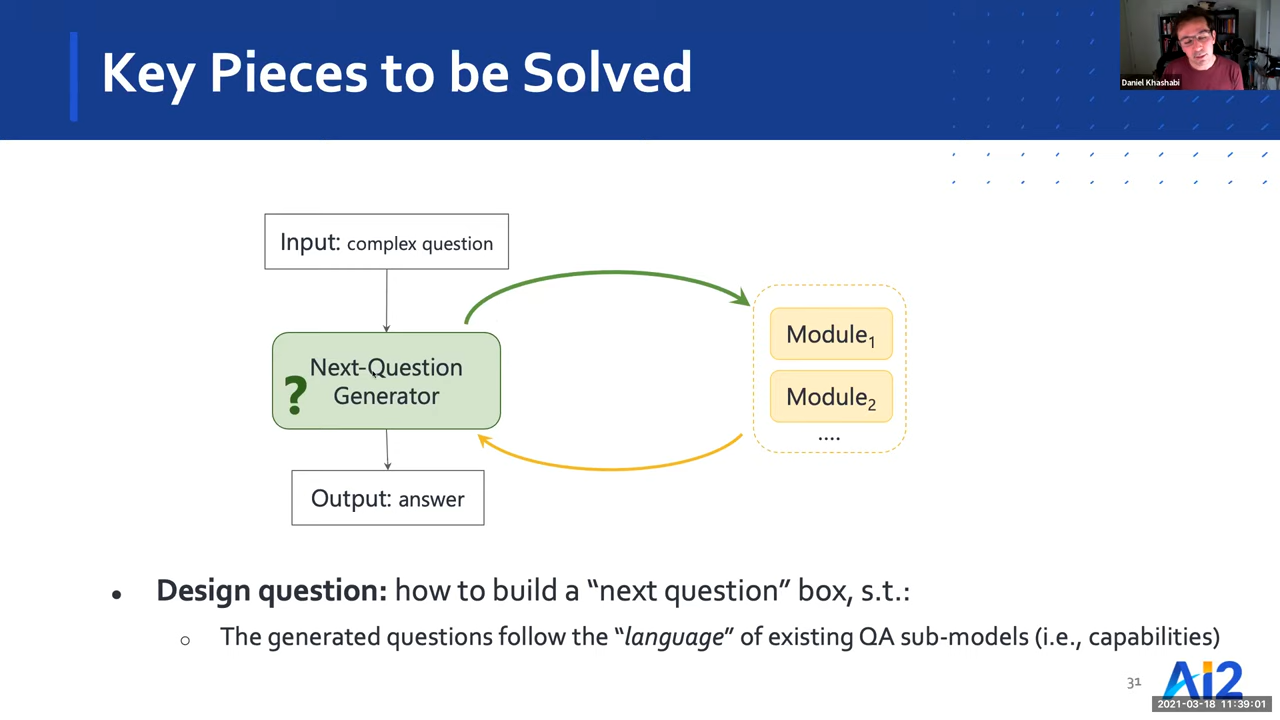 Key Pieces to be Solved
Daniel Khashabi
Input: complex question
Next-Question
Generator
?
Module1
Module2
....
Output: answer
• Design question: how to build a “next question” box, s.t.:
○ The generated questions follow the “language” of existing QA sub-models (i.e., capabilities)
31
AI2
2021-03-18 11:39:01